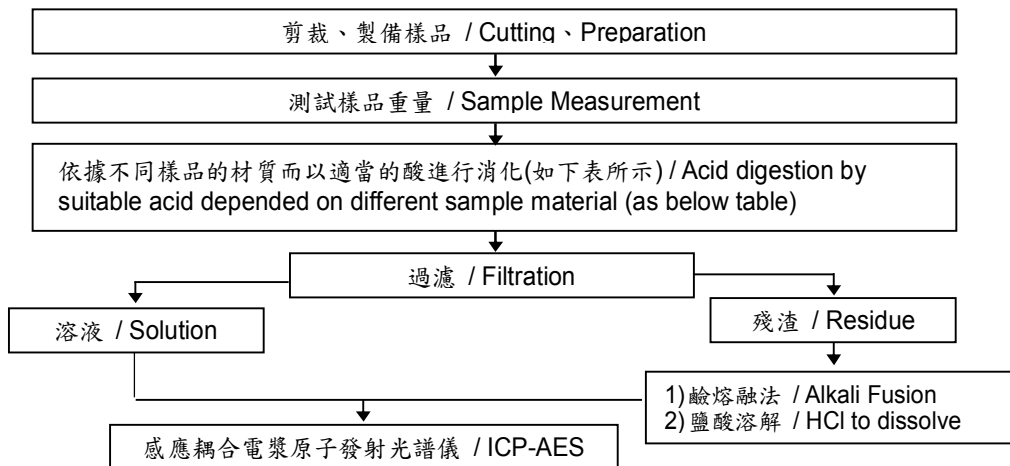 剪裁、製備樣品 / Cutting、Preparation
測試樣品重量 / Sample Measurement
依據不同樣品的材質而以適當的酸進行消化(如下表所示) / Acid digestion by
suitable acid depended on different sample material (as below table)
過濾 / Filtration
溶液 / Solution
殘渣 / Residue
1)鹼熔融法 / Alkali Fusion
2)鹽酸溶解 / HCl to dissolve
感應耦合電漿原子發射光譜儀 / ICP-AES